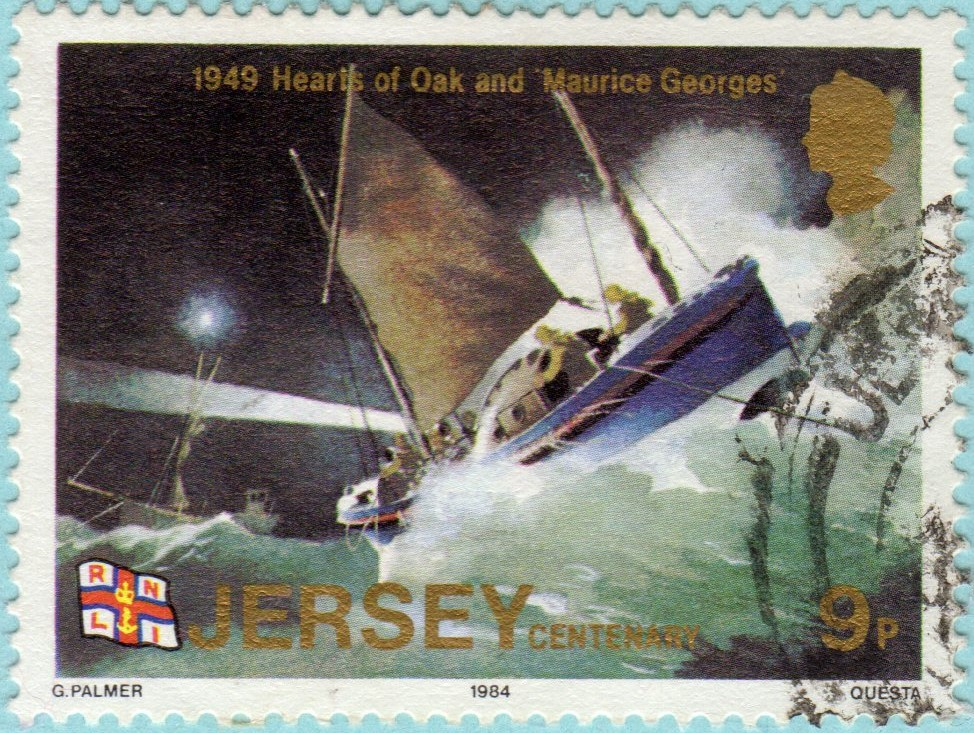 1949 Hearts of Oak and 'Maurice Georges'
R N
L I
JERSEY CENTENARY 9P
G.PALMER 1984 QUESTA